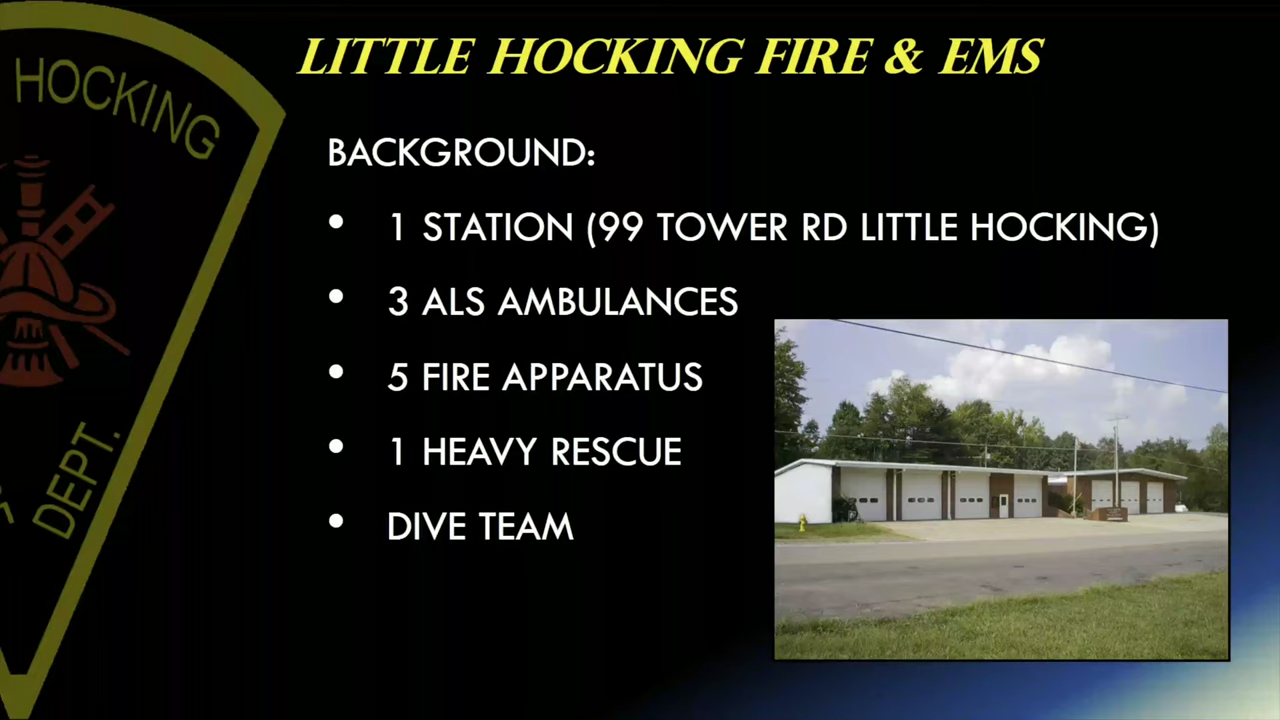 LITTLE HOCKING FIRE & EMS
HOCKING
DEPT.
BACKGROUND:
• 1 STATION (99 TOWER RD LITTLE HOCKING)
• 3 ALS AMBULANCES
• 5 FIRE APPARATUS
• 1 HEAVY RESCUE
• DIVE TEAM